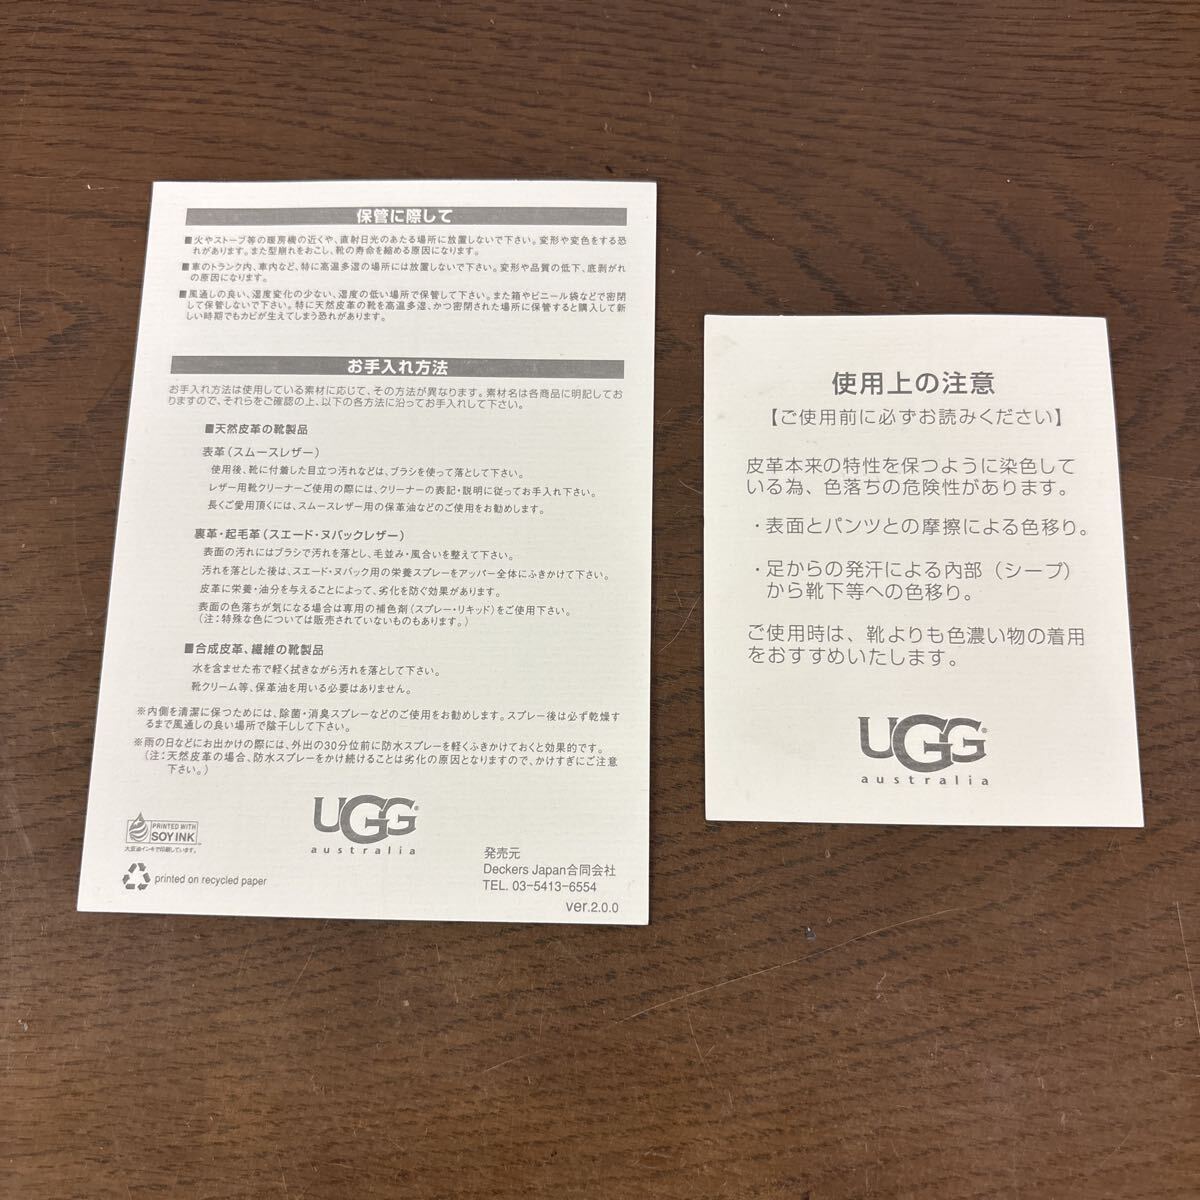 保管に際して
■火やストーブ等の暖房機の近くや、直射日光のあたる場所に放置しないで下さい。変形や変色をする恐
れがあります。また型崩れをおこし、靴の寿命を縮める原因になります。
■車のトランク内、車内など、特に高温多湿の場所には放置しないで下さい。変形や品質の低下、底剥がれ
の原因になります。
■風通しの良い、温度変化の少ない、湿度の低い場所で保管して下さい。また箱やビニール袋などで密閉
して保管しないで下さい。特に天然皮革の靴を高温多湿、かつ密閉された場所に保管すると購入して新
しい時期でもカビが生えてしまう恐れがあります。
お手入れ方法
お手入れ方法は使用している素材に応じて、その方法が異なります。素材名は各商品に明記してお
りますので、それらをご確認の上、以下の各方法に沿ってお手入れして下さい。
■天然皮革の靴製品
表革（スムースレザー）
使用後、靴に付着した目立つ汚れなどは、ブラシを使って落として下さい。
レザー用靴クリーナーご使用の際には、クリーナーの表記・説明に従ってお手入れ下さい。
長くご愛用頂くには、スムースレザー用の保革油などのご使用をお勧めします。
裏革・起毛革（スエード・ヌバックレザー）
表面の汚れにはブラシで汚れを落とし、毛並み・風合いを整えて下さい。
汚れを落とした後は、スエード・ヌバック用の栄養スプレーをアッパー全体にふきかけて下さい。
皮革に栄養・油分を与えることによって、劣化を防ぐ効果があります。
表面の色落ちが気になる場合は専用の補色剤（スプレー・リキッド）をご使用下さい。
（注：特殊な色については販売されていないものもあります。）
■合成皮革、繊維の靴製品
水を含ませた布で軽く拭きながら汚れを落として下さい。
靴クリーム等、保革油を用いる必要はありません。
※内側を清潔に保つためには、除菌・消臭スプレーなどのご使用をお勧めします。スプレー後は必ず乾燥す
るまで風通しの良い場所で陰干しして下さい。
※雨の日などにお出かけの際には、外出の30分位前に防水スプレーを軽くふきかけておくと効果的です。
（注：天然皮革の場合、防水スプレーをかけ続けることは劣化の原因となりますので、かけすぎにご注意
下さい。）
PRINTED WITH
SOY INK
大豆油インキで印刷しています。
printed on recycled paper
UGG®
australia
発売元
Deckers Japan合同会社
TEL. 03-5413-6554
ver.2.0.0
使用上の注意
【ご使用前に必ずお読みください】
皮革本来の特性を保つように染色して
いる為、色落ちの危険性があります。
・表面とパンツとの摩擦による色移り。
・足からの発汗による内部（シープ）
から靴下等への色移り。
ご使用時は、靴よりも色濃い物の着用
をおすすめいたします。
UGG®
australia